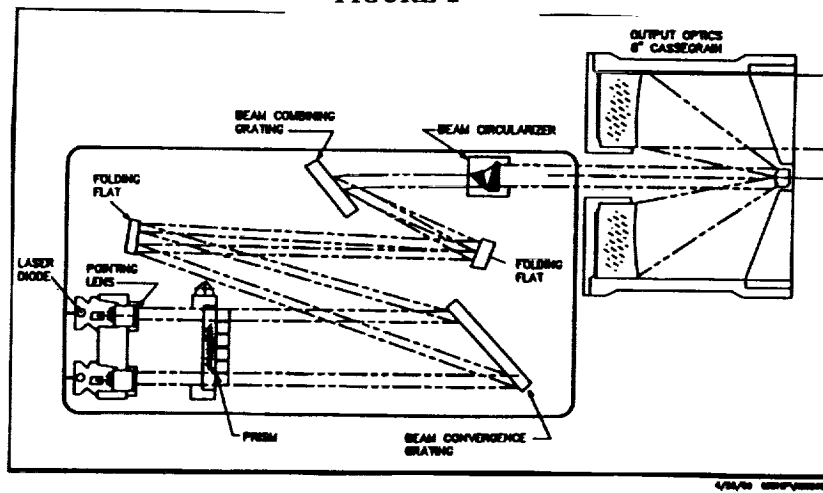 OUTPUT OPTICS
8" CASSEGRAIN
BEAM COMBINING
GRATING
BEAM CIRCULARIZER
FOLDING
FLAT
LASER
DIODE
POINTING
LENS
FOLDING
FLAT
PRISM
BEAM CONVERGENCE
GRATING